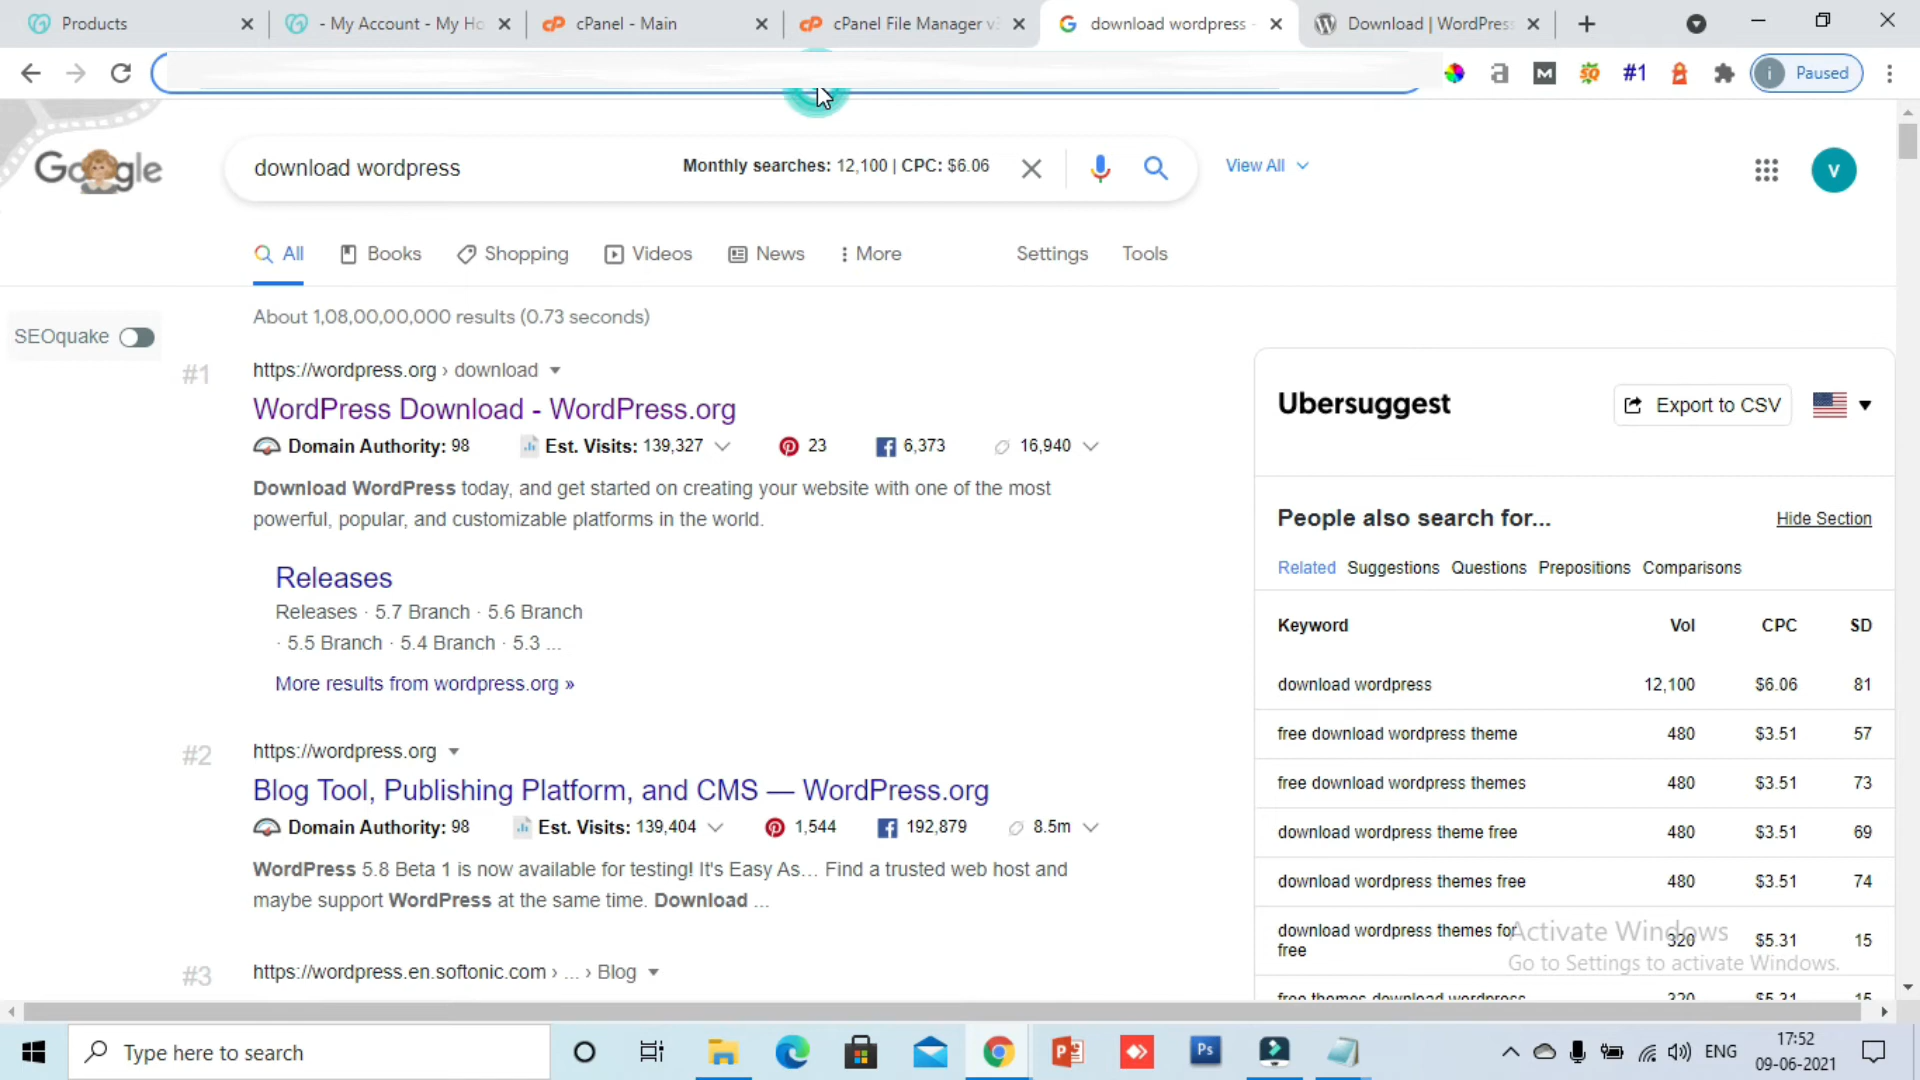 Products
- My Account - My Ho
cPanel - Main
cPanel File Manager v
download wordpress -
Download | WordPress
#1
Paused
Google
download wordpress
Monthly searches: 12,100 | CPC: $6.06
View All
V
All
Books
Shopping
Videos
News
More
Settings
Tools
About 1,08,00,00,000 results (0.73 seconds)
SEOquake
#1
https://wordpress.org › download
WordPress Download - WordPress.org
Domain Authority: 98
Est. Visits: 139,327
23
6,373
16,940
Download WordPress today, and get started on creating your website with one of the most
powerful, popular, and customizable platforms in the world.
Releases
Releases · 5.7 Branch · 5.6 Branch
· 5.5 Branch · 5.4 Branch · 5.3 ...
More results from wordpress.org »
#2
https://wordpress.org
Blog Tool, Publishing Platform, and CMS — WordPress.org
Domain Authority: 98
Est. Visits: 139,404
1,544
192,879
8.5m
WordPress 5.8 Beta 1 is now available for testing! It's Easy As... Find a trusted web host and
maybe support WordPress at the same time. Download ...
#3
https://wordpress.en.softonic.com › ... › Blog
Ubersuggest
Export to CSV
People also search for...
Hide Section
Related Suggestions Questions Prepositions Comparisons
Keyword Vol CPC SD
download wordpress 12,100 $6.06 81
free download wordpress theme 480 $3.51 57
free download wordpress themes 480 $3.51 73
download wordpress theme free 480 $3.51 69
download wordpress themes free 480 $3.51 74
download wordpress themes for
free 320 $5.31 15
free themes download wordpress 320 $5.31 15
Activate Windows
Go to Settings to activate Windows.
Type here to search
Ps
ENG
17:52
09-06-2021